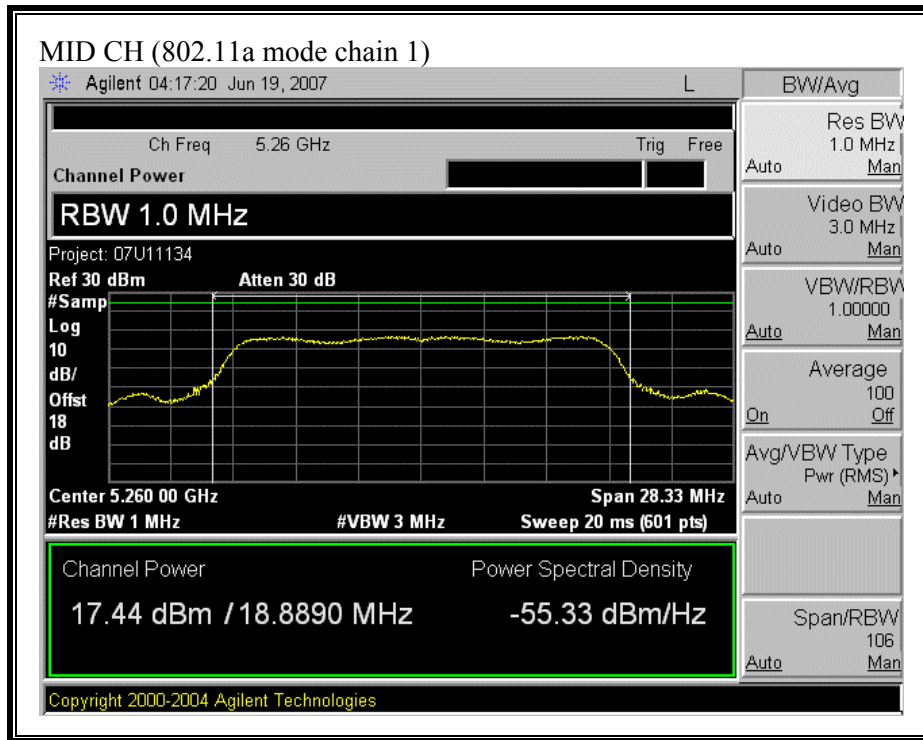 MID CH (802.11a mode chain 1)
Agilent 04:17:20 Jun 19, 2007 L
BW/Avg
Ch Freq 5.26 GHz Trig Free
Channel Power
RBW 1.0 MHz
Project: 07U11134
Ref 30 dBm Atten 30 dB
#Samp
Log
10
dB/
Offst
18
dB
Center 5.260 00 GHz Span 28.33 MHz
#Res BW 1 MHz #VBW 3 MHz Sweep 20 ms (601 pts)
Channel Power Power Spectral Density
17.44 dBm / 18.8890 MHz -55.33 dBm/Hz
Copyright 2000-2004 Agilent Technologies
Res BW
1.0 MHz
Auto Man
Video BW
3.0 MHz
Auto Man
VBW/RBW
1.00000
Auto Man
Average
100
On Off
Avg/VBW Type
Pwr (RMS)
Auto Man
Span/RBW
106
Auto Man